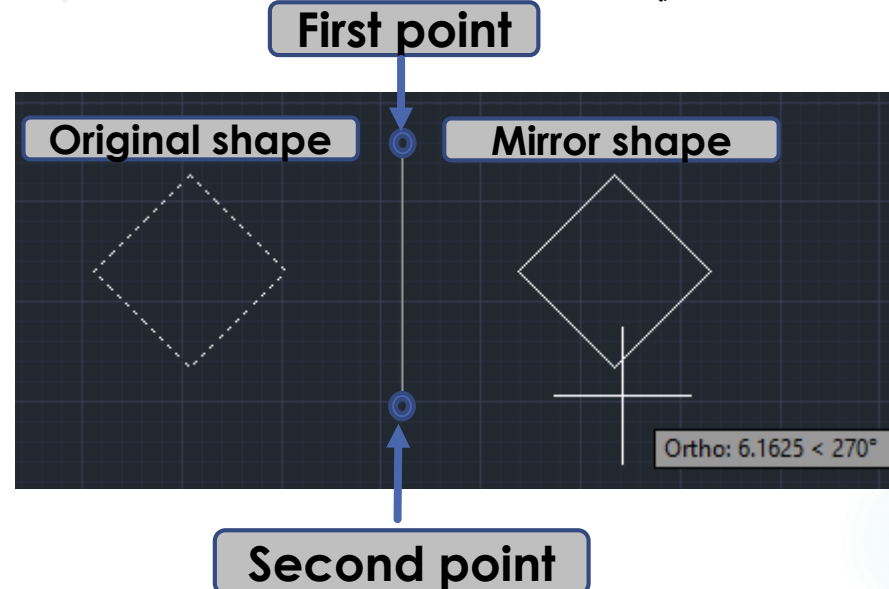 First point
Original shape
Mirror shape
Ortho: 6.1625 < 270°
Second point